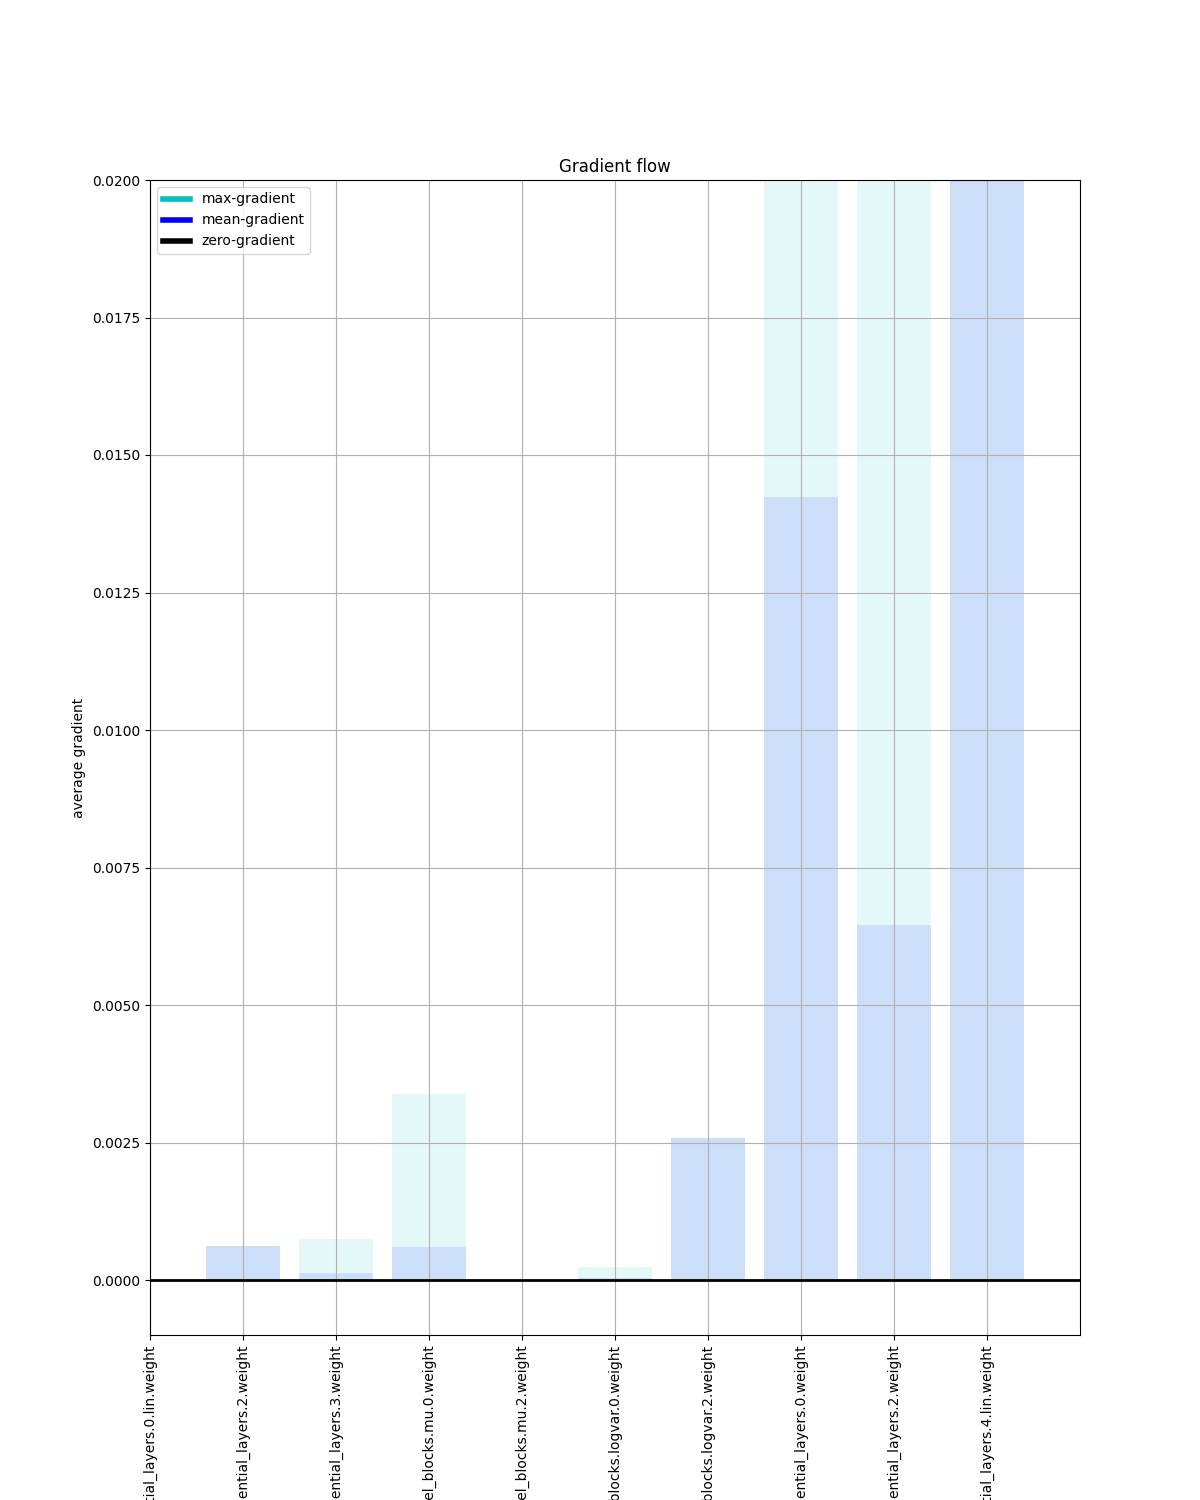 Gradient flow
max-gradient
mean-gradient
zero-gradient
0.0200
0.0175
0.0150
0.0125
0.0100
0.0075
0.0050
0.0025
0.0000
average gradient
tial_layers.0.lin.weight
ential_layers.2.weight
ential_layers.3.weight
el_blocks.mu.0.weight
el_blocks.mu.2.weight
blocks.logvar.0.weight
blocks.logvar.2.weight
ential_layers.0.weight
ential_layers.2.weight
tial_layers.4.lin.weight